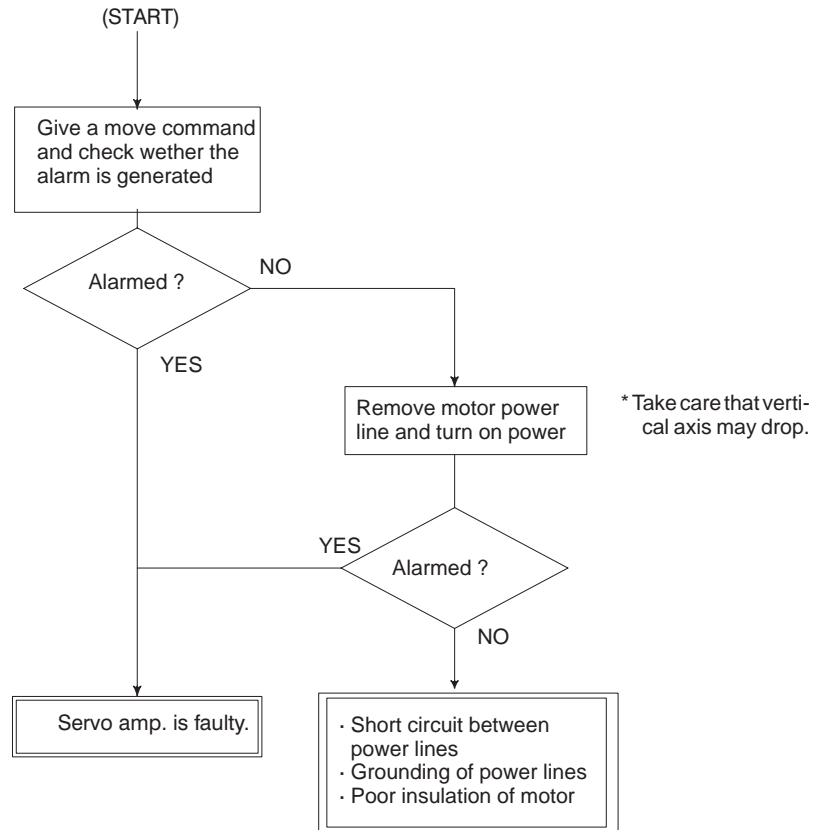 (START)
Give a move command
and check wether the
alarm is generated
Alarmed ?
NO
YES
Remove motor power
line and turn on power
* Take care that verti-
cal axis may drop.
YES
Alarmed ?
NO
Servo amp. is faulty.
· Short circuit between
power lines
· Grounding of power lines
· Poor insulation of motor